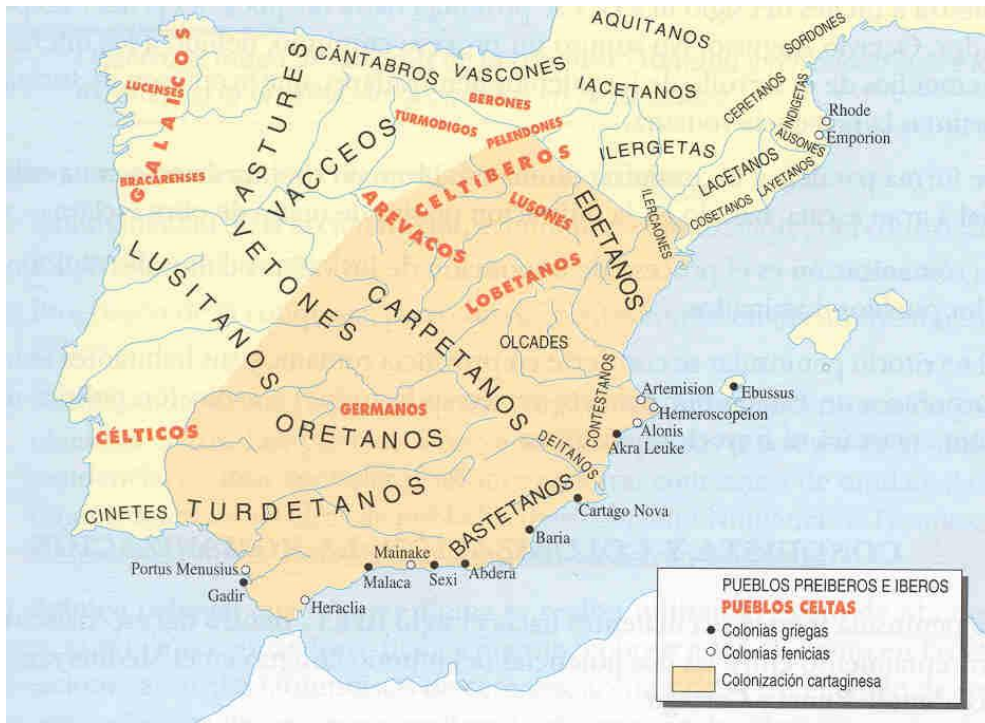 AQUITANOS
SORDONES
CÁNTABROS
VASCONES
IACETANOS
CERETANOS
INDIGETAS
Rhode
Emporion
AUSONES
LUCENSES
GALAICOS
BRACARENSES
ASTURES
BERONES
TURMODIGOS
PELENDONES
VACCEOS
ILERGETAS
LACETANOS
LAYETANOS
COSETANOS
ILERCAONES
CELTIBEROS
AREVACOS
LUSONES
EDETANOS
VETONES
LUSITANOS
LOBETANOS
CARPETANOS
OLCADES
Artemision
Ebussus
Hemeroscopeion
Alonis
Akra Leuke
CONTESTANOS
DEITANOS
GERMANOS
ORETANOS
CÉLTICOS
CINETES
TURDETANOS
BASTETANOS
Cartago Nova
Baria
Portus Menusius
Gadir
Mainake
Malaca
Sexi
Abdera
Heraclia
PUEBLOS PREIBEROS E IBEROS
PUEBLOS CELTAS
Colonias griegas
Colonias fenicias
Colonización cartaginesa